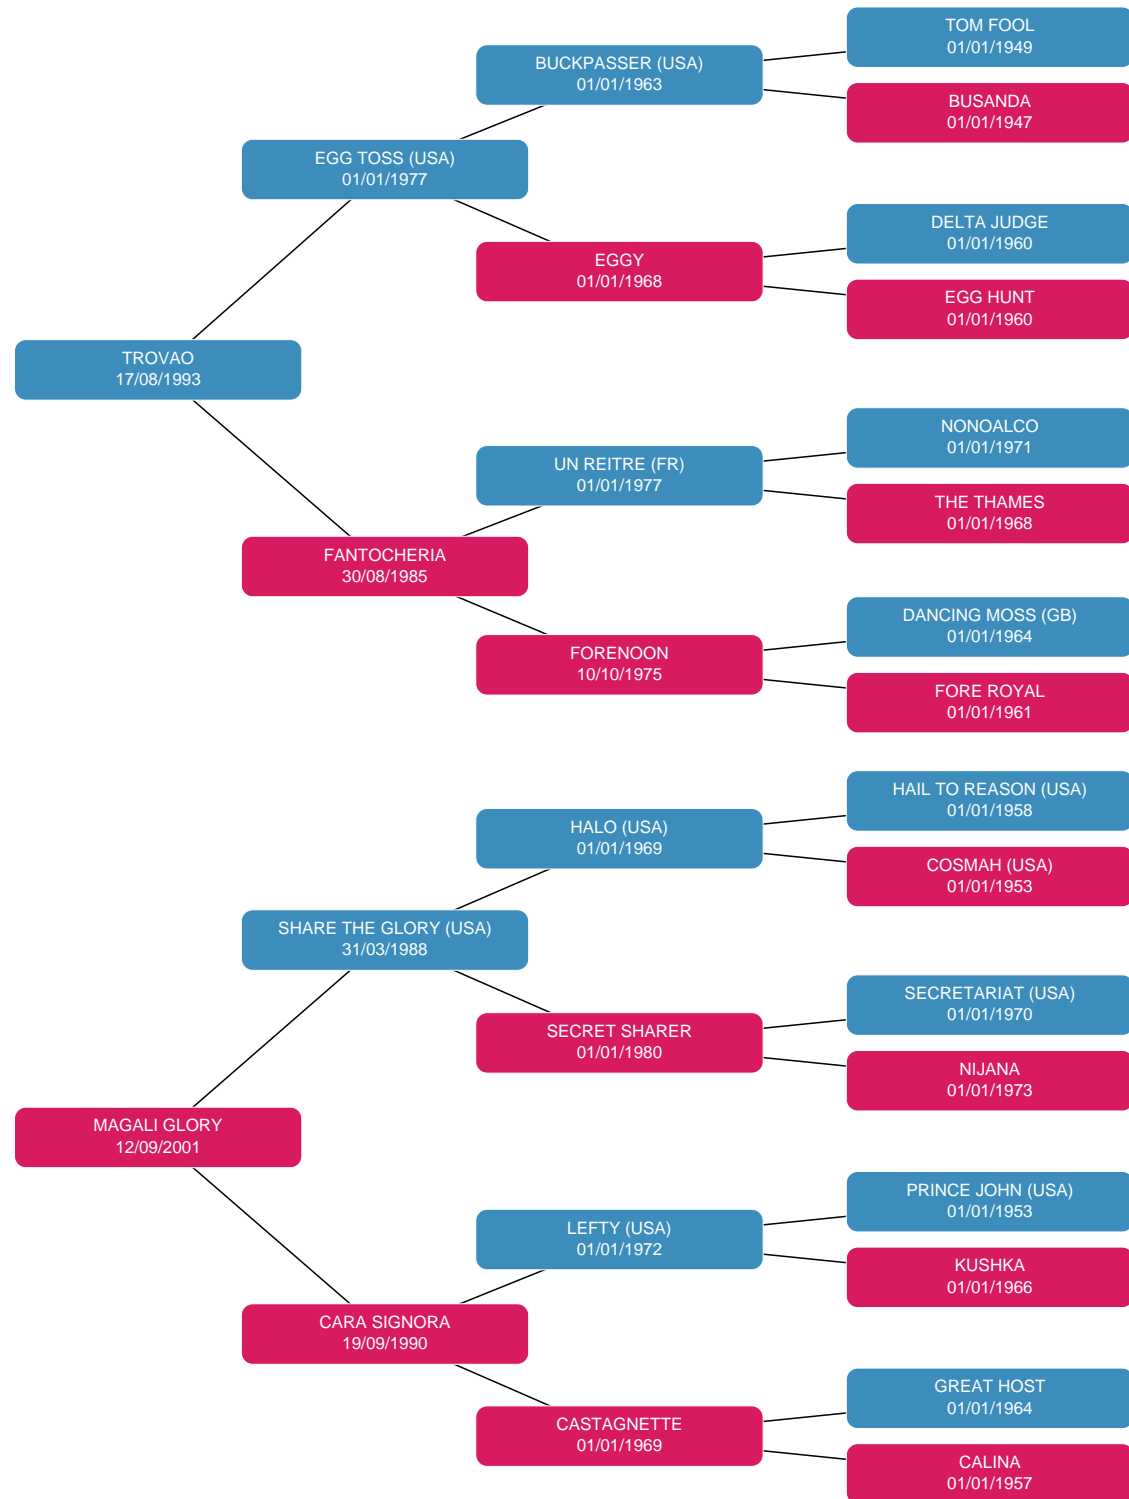 TOM FOOL
01/01/1949
BUCKPASSER (USA)
01/01/1963
BUSANDA
01/01/1947
EGG TOSS (USA)
01/01/1977
DELTA JUDGE
01/01/1960
EGGY
01/01/1968
EGG HUNT
01/01/1960
TROVAO
17/08/1993
NONOALCO
01/01/1971
UN REITRE (FR)
01/01/1977
THE THAMES
01/01/1968
FANTOCHERIA
30/08/1985
DANCING MOSS (GB)
01/01/1964
FORENOON
10/10/1975
FORE ROYAL
01/01/1961
HAIL TO REASON (USA)
01/01/1958
HALO (USA)
01/01/1969
COSMAH (USA)
01/01/1953
SHARE THE GLORY (USA)
31/03/1988
SECRETARIAT (USA)
01/01/1970
SECRET SHARER
01/01/1980
NIJANA
01/01/1973
MAGALI GLORY
12/09/2001
PRINCE JOHN (USA)
01/01/1953
LEFTY (USA)
01/01/1972
KUSHKA
01/01/1966
CARA SIGNORA
19/09/1990
GREAT HOST
01/01/1964
CASTAGNETTE
01/01/1969
CALINA
01/01/1957